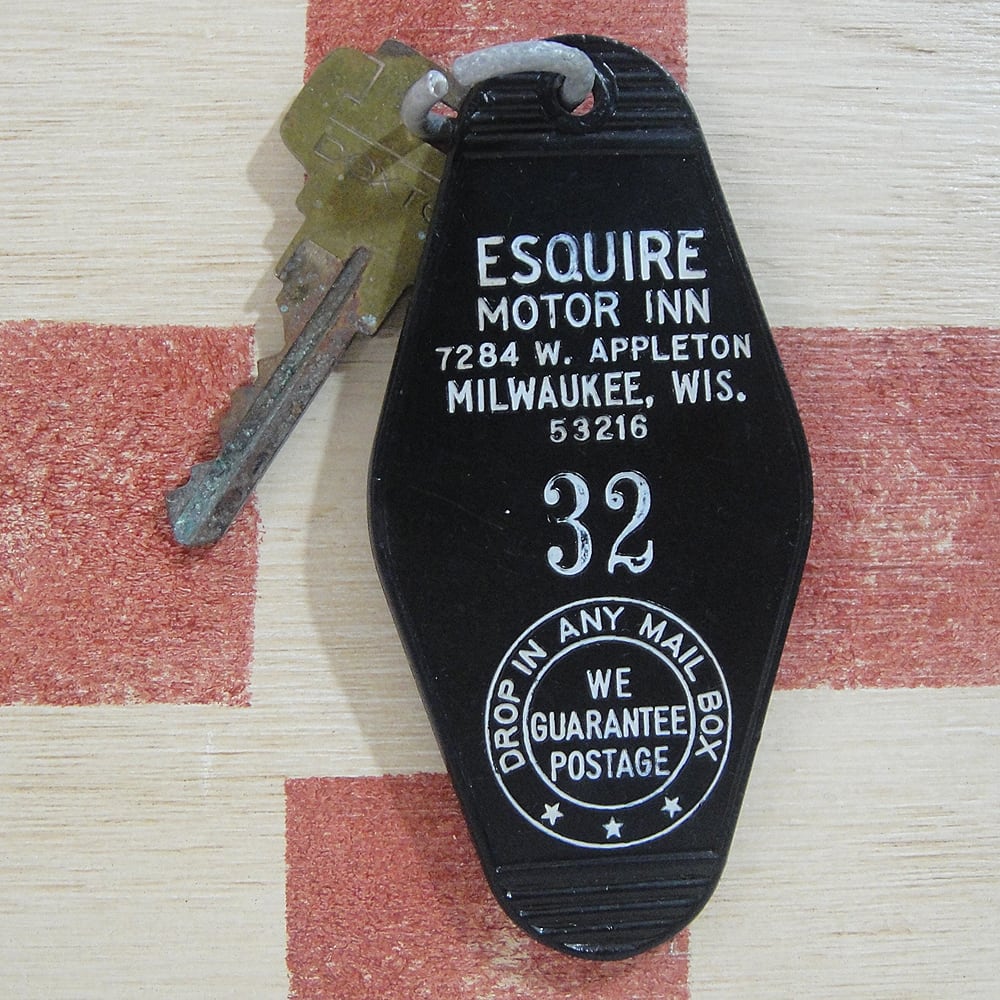 ESQUIRE
MOTOR INN
7284 W. APPLETON
MILWAUKEE, WIS.
53216
32
DROP IN ANY MAIL BOX
WE
GUARANTEE
POSTAGE